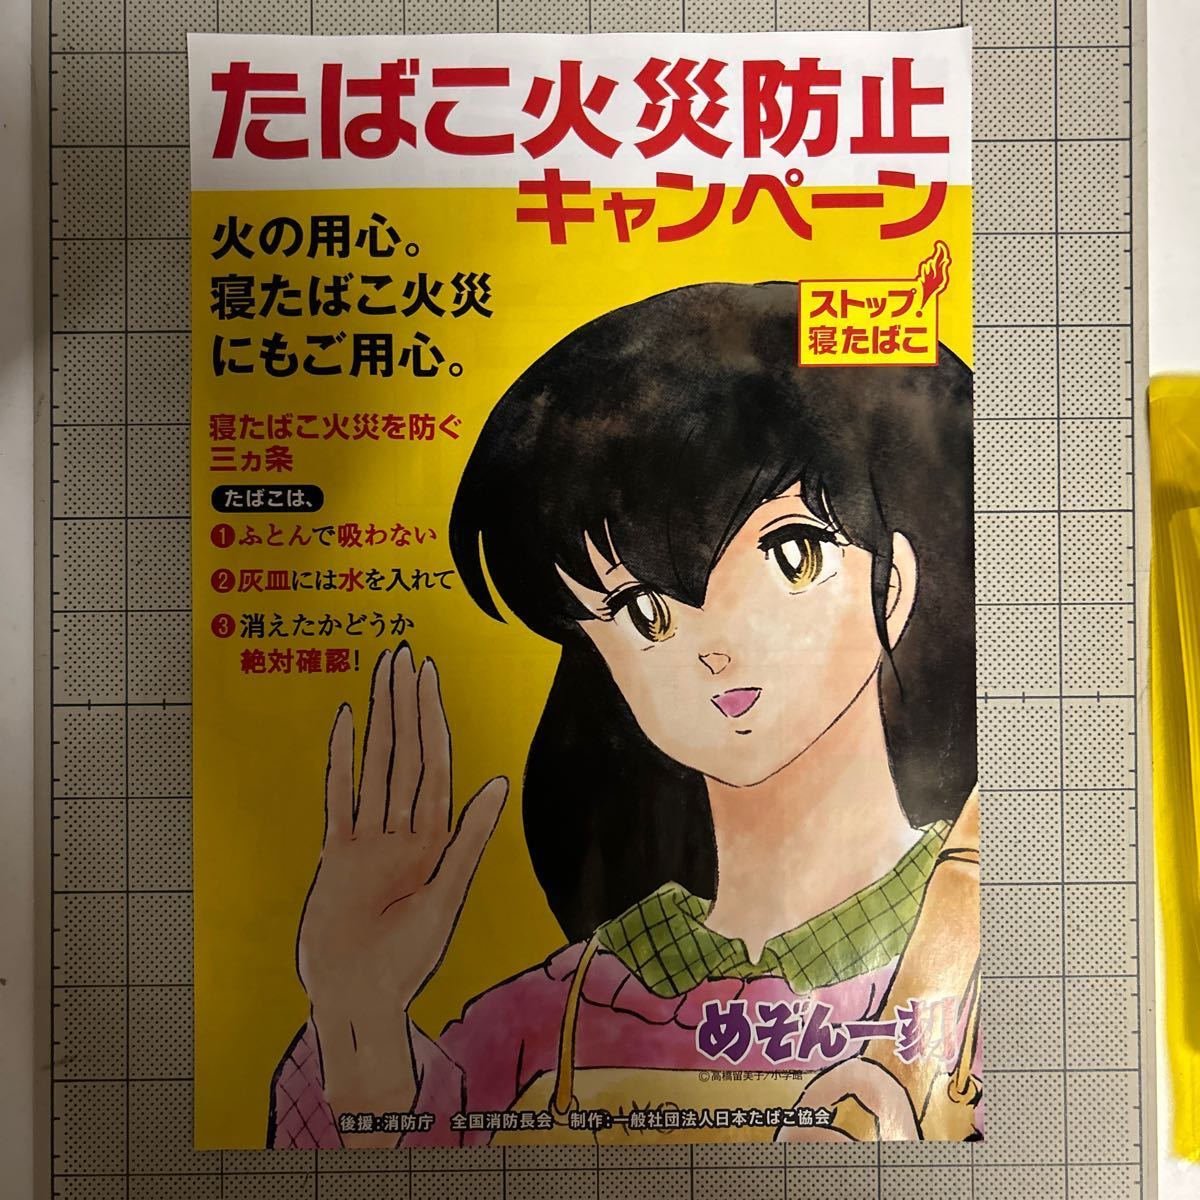 たばこ火災防止
キャンペーン
火の用心。
寝たばこ火災
にもご用心。
ストップ!
寝たばこ
寝たばこ火災を防ぐ
三ヵ条
たばこは、
1 ふとんで吸わない
2 灰皿には水を入れて
3 消えたかどうか
絶対確認!
めぞん一刻
©高橋留美子/小学館
後援:消防庁 全国消防長会 制作:一般社団法人日本たばこ協会